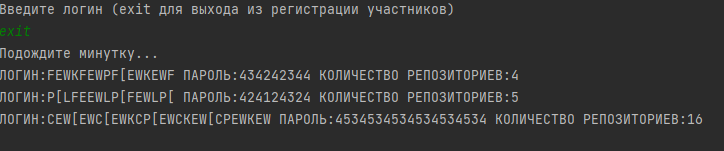 Введите логин (exit для выхода из регистрации участников)
exit
Подождите минутку...
ЛОГИН:FEWKFEWPF[EWKEWF ПАРОЛЬ:434242344 КОЛИЧЕСТВО РЕПОЗИТОРИЕВ:4
ЛОГИН:P[LFEEWLP[FEWLP[ ПАРОЛЬ:424124324 КОЛИЧЕСТВО РЕПОЗИТОРИЕВ:5
ЛОГИН:CEW[EWC[EWKCP[EWCKEW[CPEWKEW ПАРОЛЬ:4534534534534534534 КОЛИЧЕСТВО РЕПОЗИТОРИЕВ:16